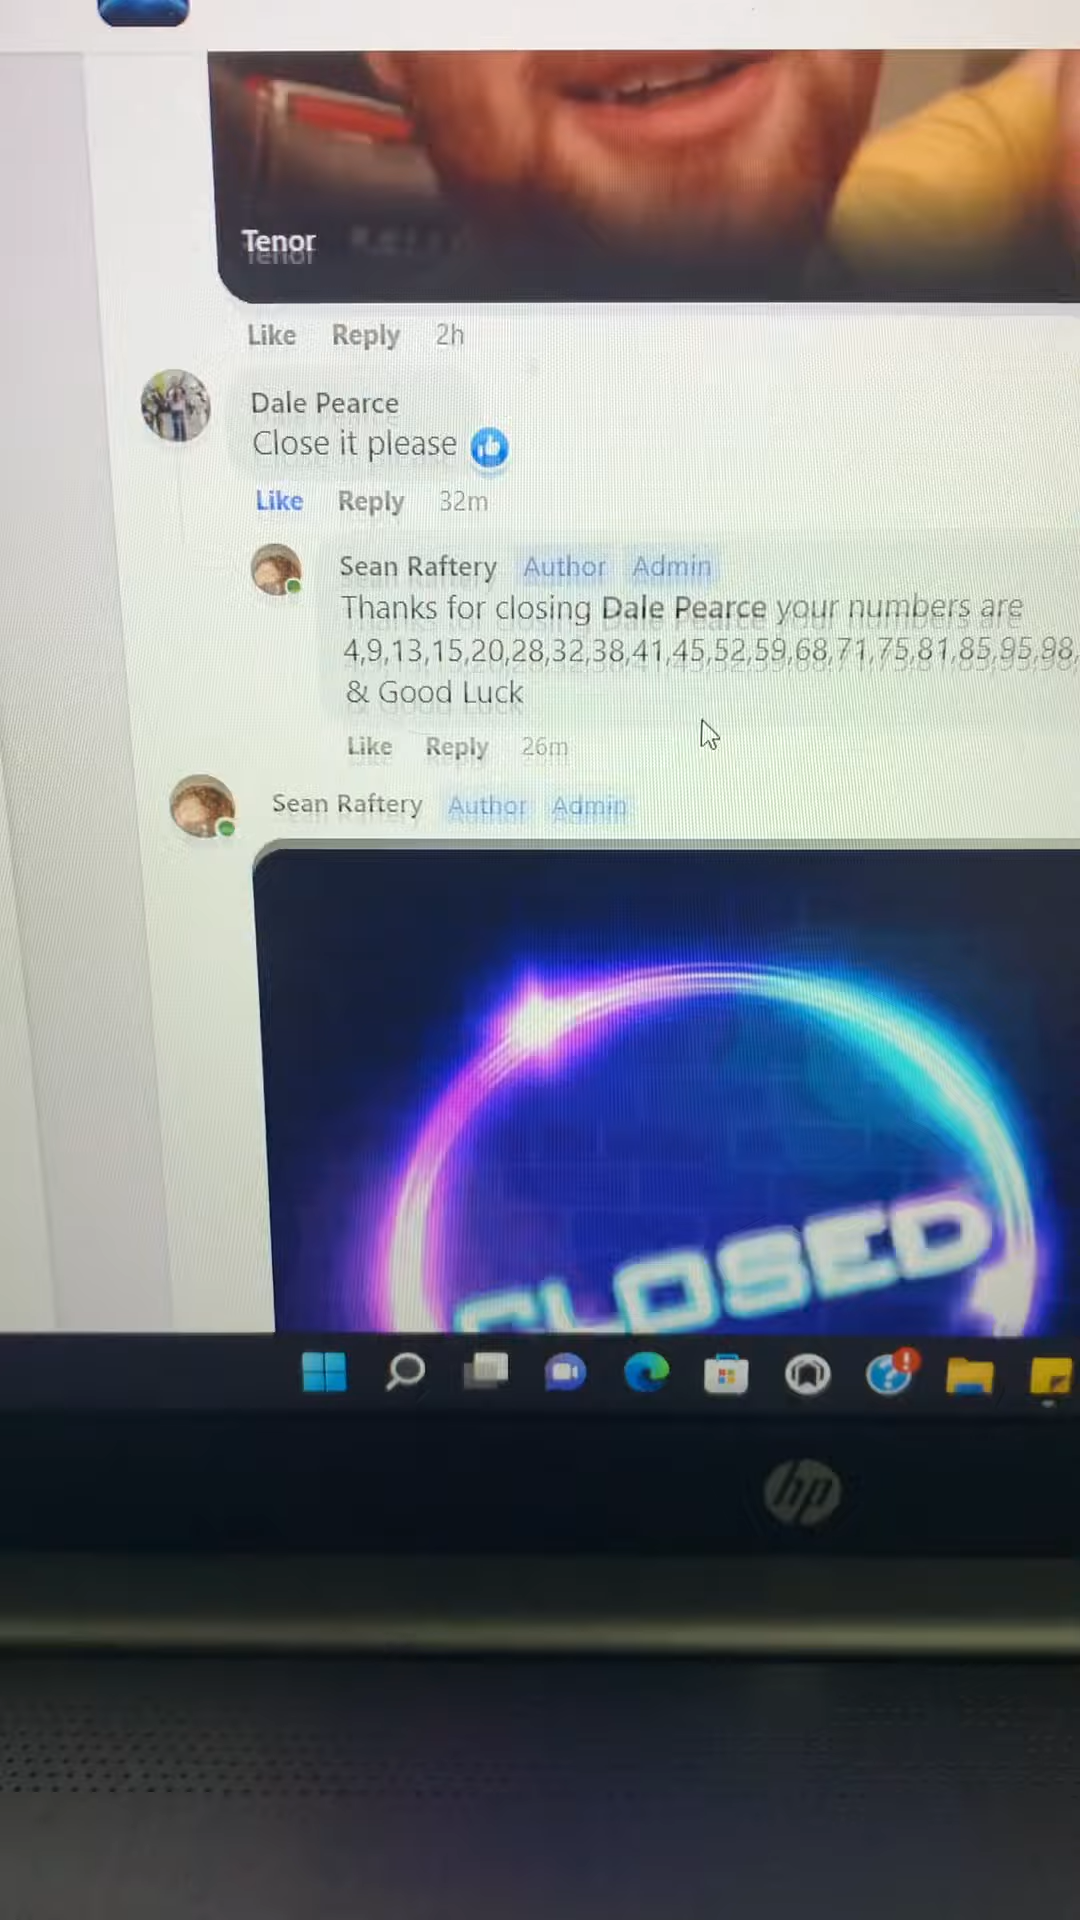 Tenor
Like Reply 2h
Dale Pearce
Close it please
Like Reply 32m
Sean Raftery Author Admin
Thanks for closing Dale Pearce your numbers are
4,9,13,15,20,28,32,38,41,45,52,59,68,71,75,81,85,95,98,
& Good Luck
Like Reply 26m
Sean Raftery Author Admin
CLOSED
hp